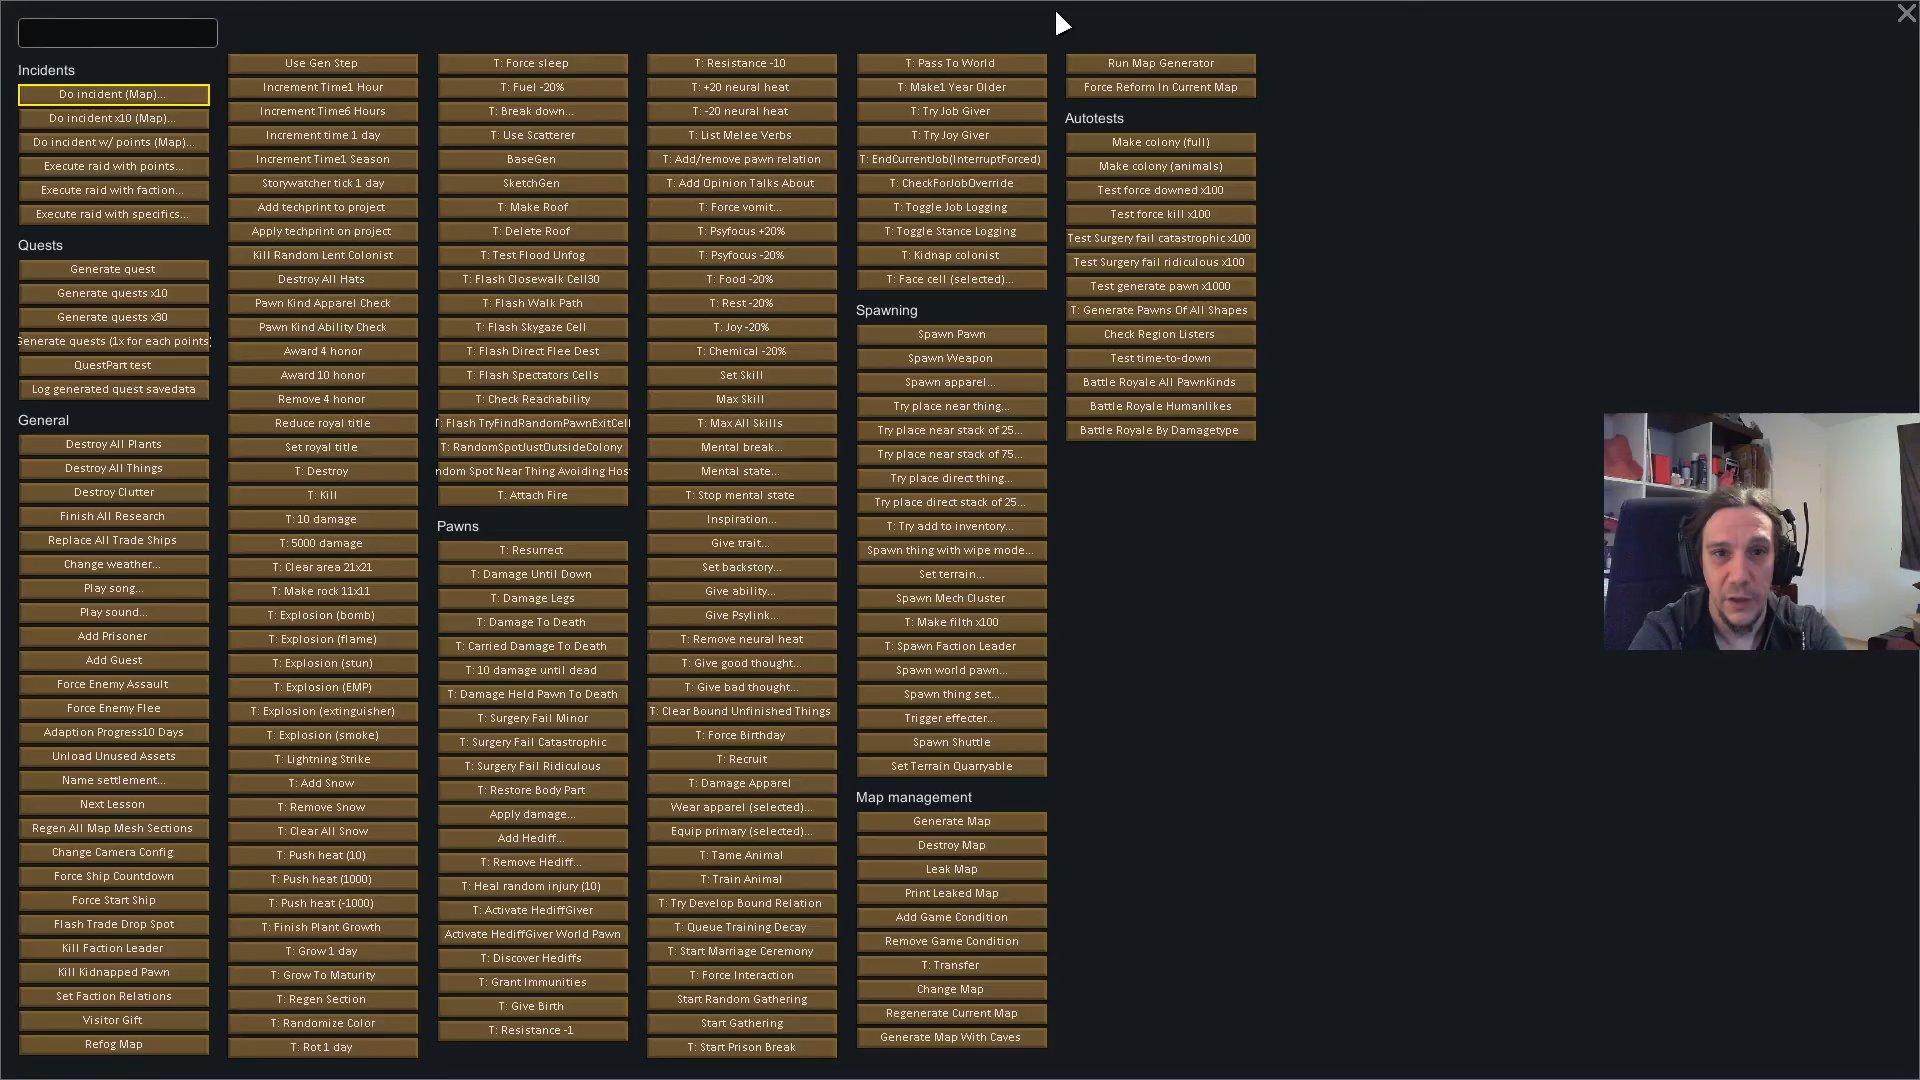 Incidents
Do incident (Map)...
Do incident x10 (Map)...
Do incident w/ points (Map)...
Execute raid with points...
Execute raid with faction...
Execute raid with specifics...
Quests
Generate quest
Generate quests x10
Generate quests x30
Generate quests (1x for each points)
QuestPart test
Log generated quest savedata
General
Destroy All Plants
Destroy All Things
Destroy Clutter
Finish All Research
Replace All Trade Ships
Change weather...
Play song...
Play sound...
Add Prisoner
Add Guest
Force Enemy Assault
Force Enemy Flee
Adaption Progress10 Days
Unload Unused Assets
Name settlement...
Next Lesson
Regen All Map Mesh Sections
Change Camera Config
Force Ship Countdown
Force Start Ship
Flash Trade Drop Spot
Kill Faction Leader
Kill Kidnapped Pawn
Set Faction Relations
Visitor Gift
Refog Map
Use Gen Step
Increment Time1 Hour
Increment Time6 Hours
Increment time 1 day
Increment Time1 Season
Storywatcher tick 1 day
Add techprint to project
Apply techprint on project
Kill Random Lent Colonist
Destroy All Hats
Pawn Kind Apparel Check
Pawn Kind Ability Check
Award 4 honor
Award 10 honor
Remove 4 honor
Reduce royal title
Set royal title
T: Destroy
T: Kill
T: 10 damage
T: 5000 damage
T: Clear area 21x21
T: Make rock 11x11
T: Explosion (bomb)
T: Explosion (flame)
T: Explosion (stun)
T: Explosion (EMP)
T: Explosion (extinguisher)
T: Explosion (smoke)
T: Lightning Strike
T: Add Snow
T: Remove Snow
T: Clear All Snow
T: Push heat (10)
T: Push heat (1000)
T: Push heat (-1000)
T: Finish Plant Growth
T: Grow 1 day
T: Grow To Maturity
T: Regen Section
T: Randomize Color
T: Rot 1 day
T: Force sleep
T: Fuel -20%
T: Break down...
T: Use Scatterer
BaseGen
SketchGen
T: Make Roof
T: Delete Roof
T: Test Flood Unfog
T: Flash Closewalk Cell30
T: Flash Walk Path
T: Flash Skygaze Cell
T: Flash Direct Flee Dest
T: Flash Spectators Cells
T: Check Reachability
T: Flash TryFindRandomPawnExitCell
T: RandomSpotJustOutsideColony
ndom Spot Near Thing Avoiding Hos
T: Attach Fire
Pawns
T: Resurrect
T: Damage Until Down
T: Damage Legs
T: Damage To Death
T: Carried Damage To Death
T: 10 damage until dead
T: Damage Held Pawn To Death
T: Surgery Fail Minor
T: Surgery Fail Catastrophic
T: Surgery Fail Ridiculous
T: Restore Body Part
Apply damage...
Add Hediff...
T: Remove Hediff...
T: Heal random injury (10)
T: Activate HediffGiver
Activate HediffGiver World Pawn
T: Discover Hediffs
T: Grant Immunities
T: Give Birth
T: Resistance -1
T: Resistance -10
T: +20 neural heat
T: -20 neural heat
T: List Melee Verbs
T: Add/remove pawn relation
T: Add Opinion Talks About
T: Force vomit...
T: Psyfocus +20%
T: Psyfocus -20%
T: Food -20%
T: Rest -20%
T: Joy -20%
T: Chemical -20%
Set Skill
Max Skill
T: Max All Skills
Mental break...
Mental state...
T: Stop mental state
Inspiration...
Give trait...
Set backstory...
Give ability...
Give Psylink...
T: Remove neural heat
T: Give good thought...
T: Give bad thought...
T: Clear Bound Unfinished Things
T: Force Birthday
T: Recruit
T: Damage Apparel
Wear apparel (selected)...
Equip primary (selected)...
T: Tame Animal
T: Train Animal
T: Try Develop Bound Relation
T: Queue Training Decay
T: Start Marriage Ceremony
T: Force Interaction
Start Random Gathering
Start Gathering
T: Start Prison Break
T: Pass To World
T: Make1 Year Older
T: Try Job Giver
T: Try Joy Giver
T: EndCurrentJob(InterruptForced)
T: CheckForJobOverride
T: Toggle Job Logging
T: Toggle Stance Logging
T: Kidnap colonist
T: Face cell (selected)...
Spawning
Spawn Pawn
Spawn Weapon
Spawn apparel...
Try place near thing...
Try place near stack of 25...
Try place near stack of 75...
Try place direct thing...
Try place direct stack of 25...
T: Try add to inventory...
Spawn thing with wipe mode...
Set terrain...
Spawn Mech Cluster
T: Make filth x100
T: Spawn Faction Leader
Spawn world pawn...
Spawn thing set...
Trigger effecter...
Spawn Shuttle
Set Terrain Quarryable
Map management
Generate Map
Destroy Map
Leak Map
Print Leaked Map
Add Game Condition
Remove Game Condition
T: Transfer
Change Map
Regenerate Current Map
Generate Map With Caves
Run Map Generator
Force Reform In Current Map
Autotests
Make colony (full)
Make colony (animals)
Test force downed x100
Test force kill x100
Test Surgery fail catastrophic x100
Test Surgery fail ridiculous x100
Test generate pawn x1000
T: Generate Pawns Of All Shapes
Check Region Listers
Test time-to-down
Battle Royale All PawnKinds
Battle Royale Humanlikes
Battle Royale By Damagetype